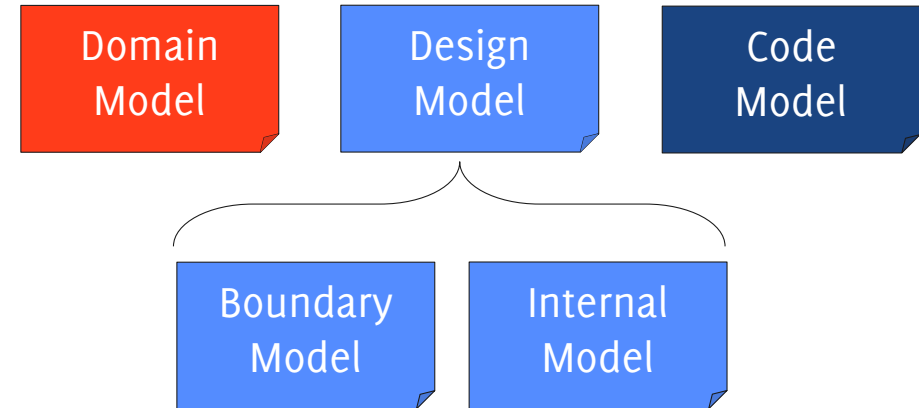 Domain
Model
Design
Model
Code
Model
Boundary
Model
Internal
Model